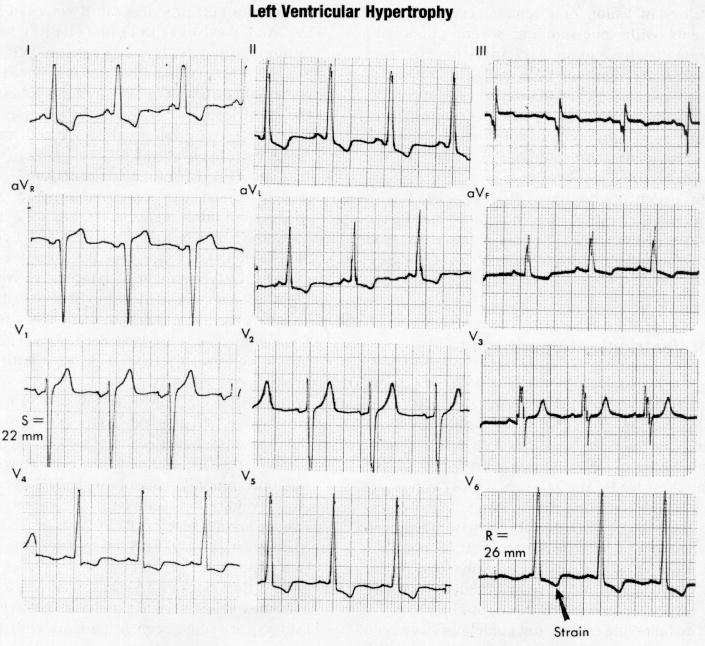 Left Ventricular Hypertrophy
I
II
III
aVR
aVL
aVF
V1
V2
V3
S =
22 mm
V4
V5
V6
R =
26 mm
Strain